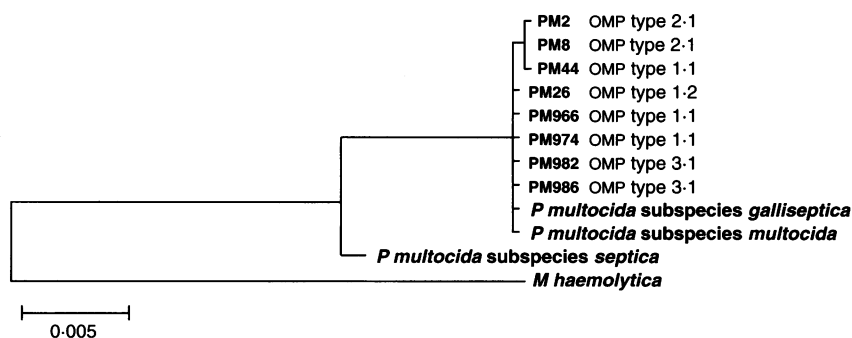 PM2 OMP type 2·1
PM8 OMP type 2·1
PM44 OMP type 1·1
PM26 OMP type 1·2
PM966 OMP type 1·1
PM974 OMP type 1·1
PM982 OMP type 3·1
PM986 OMP type 3·1
P multocida subspecies galliseptica
P multocida subspecies multocida
P multocida subspecies septica
M haemolytica
0·005